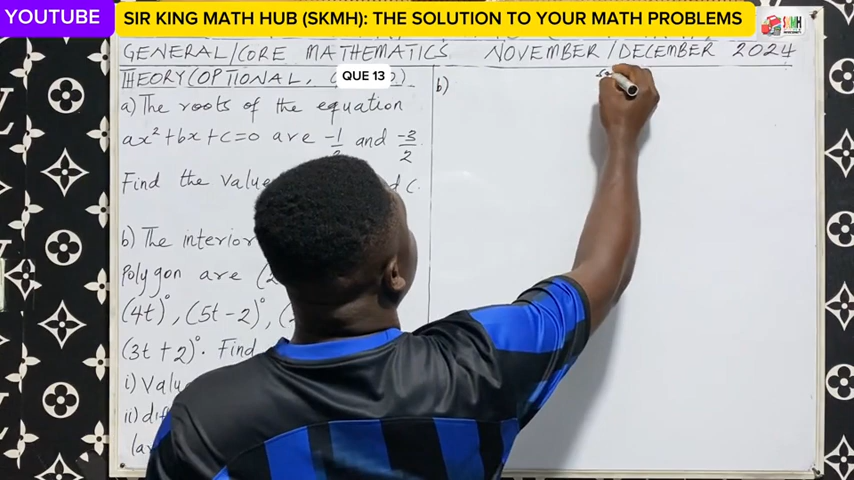 YOUTUBE
SIR KING MATH HUB (SKMH): THE SOLUTION TO YOUR MATH PROBLEMS
SKMH
GENERAL/CORE MATHEMATICS NOVEMBER/DECEMBER 2024
THEORY(OPTIONAL,
QUE 13
a) The roots of the equation
ax²+bx+c=0 are -1/ and -3/2
Find the value c.
b) The interior
polygon are (2
(4t)°, (5t-2)°, (
(3t+2)°. Find
i) Valu
ii) dif
(a
b)